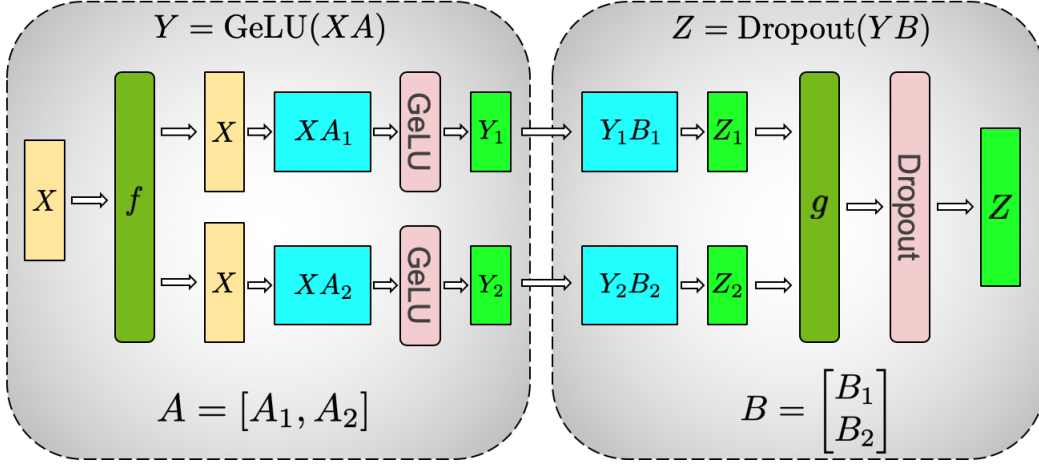 Y = GeLU(XA)
Z = Dropout(YB)
X
f
X
XA₁
GeLU
Y₁
X
XA₂
GeLU
Y₂
Y₁B₁
Z₁
Y₂B₂
Z₂
g
Dropout
Z
A = [A₁, A₂]
B = [B₁
B₂]